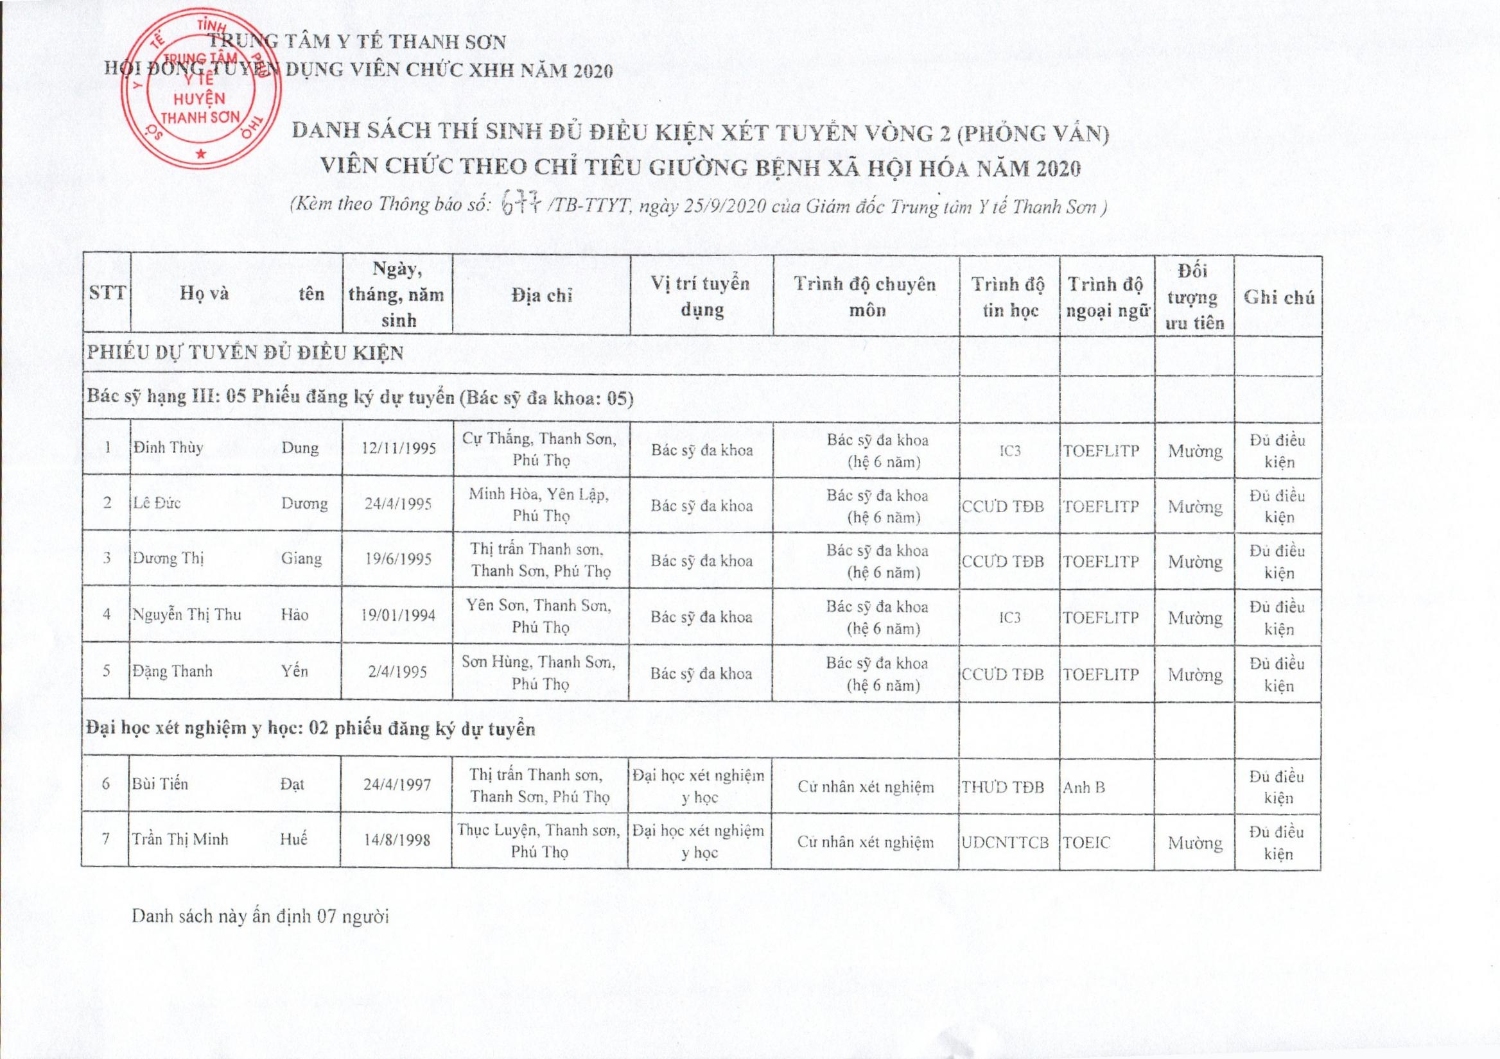 TRUNG TÂM Y TẾ THANH SƠN
HỘI ĐỒNG TUYỂN DỤNG VIÊN CHỨC XHH NĂM 2020
SỞ Y TẾ TỈNH PHÚ THỌ
TRUNG TÂM
Y TẾ
HUYỆN
THANH SƠN
DANH SÁCH THÍ SINH ĐỦ ĐIỀU KIỆN XÉT TUYỂN VÒNG 2 (PHỎNG VẤN)
VIÊN CHỨC THEO CHỈ TIÊU GIƯỜNG BỆNH XÃ HỘI HÓA NĂM 2020
(Kèm theo Thông báo số: 677 /TB-TTYT, ngày 25/9/2020 của Giám đốc Trung tâm Y tế Thanh Sơn )
STT Họ và tên Ngày, tháng, năm sinh Địa chỉ Vị trí tuyển dụng Trình độ chuyên môn Trình độ tin học Trình độ ngoại ngữ Đối tượng ưu tiên Ghi chú
PHIẾU DỰ TUYỂN ĐỦ ĐIỀU KIỆN
Bác sỹ hạng III: 05 Phiếu đăng ký dự tuyển (Bác sỹ đa khoa: 05)
1 Đinh Thùy Dung 12/11/1995 Cự Thắng, Thanh Sơn, Phú Thọ Bác sỹ đa khoa Bác sỹ đa khoa (hệ 6 năm) IC3 TOEFLITP Mường Đủ điều kiện
2 Lê Đức Dương 24/4/1995 Minh Hòa, Yên Lập, Phú Thọ Bác sỹ đa khoa Bác sỹ đa khoa (hệ 6 năm) CCƯD TĐB TOEFLITP Mường Đủ điều kiện
3 Dương Thị Giang 19/6/1995 Thị trấn Thanh sơn, Thanh Sơn, Phú Thọ Bác sỹ đa khoa Bác sỹ đa khoa (hệ 6 năm) CCƯD TĐB TOEFLITP Mường Đủ điều kiện
4 Nguyễn Thị Thu Hảo 19/01/1994 Yên Sơn, Thanh Sơn, Phú Thọ Bác sỹ đa khoa Bác sỹ đa khoa (hệ 6 năm) IC3 TOEFLITP Mường Đủ điều kiện
5 Đặng Thanh Yến 2/4/1995 Sơn Hùng, Thanh Sơn, Phú Thọ Bác sỹ đa khoa Bác sỹ đa khoa (hệ 6 năm) CCƯD TĐB TOEFLITP Mường Đủ điều kiện
Đại học xét nghiệm y học: 02 phiếu đăng ký dự tuyển
6 Bùi Tiến Đạt 24/4/1997 Thị trấn Thanh sơn, Thanh Sơn, Phú Thọ Đại học xét nghiệm y học Cử nhân xét nghiệm THƯD TĐB Anh B Đủ điều kiện
7 Trần Thị Minh Huế 14/8/1998 Thục Luyện, Thanh sơn, Phú Thọ Đại học xét nghiệm y học Cử nhân xét nghiệm UDCNTTCB TOEIC Mường Đủ điều kiện
Danh sách này ấn định 07 người